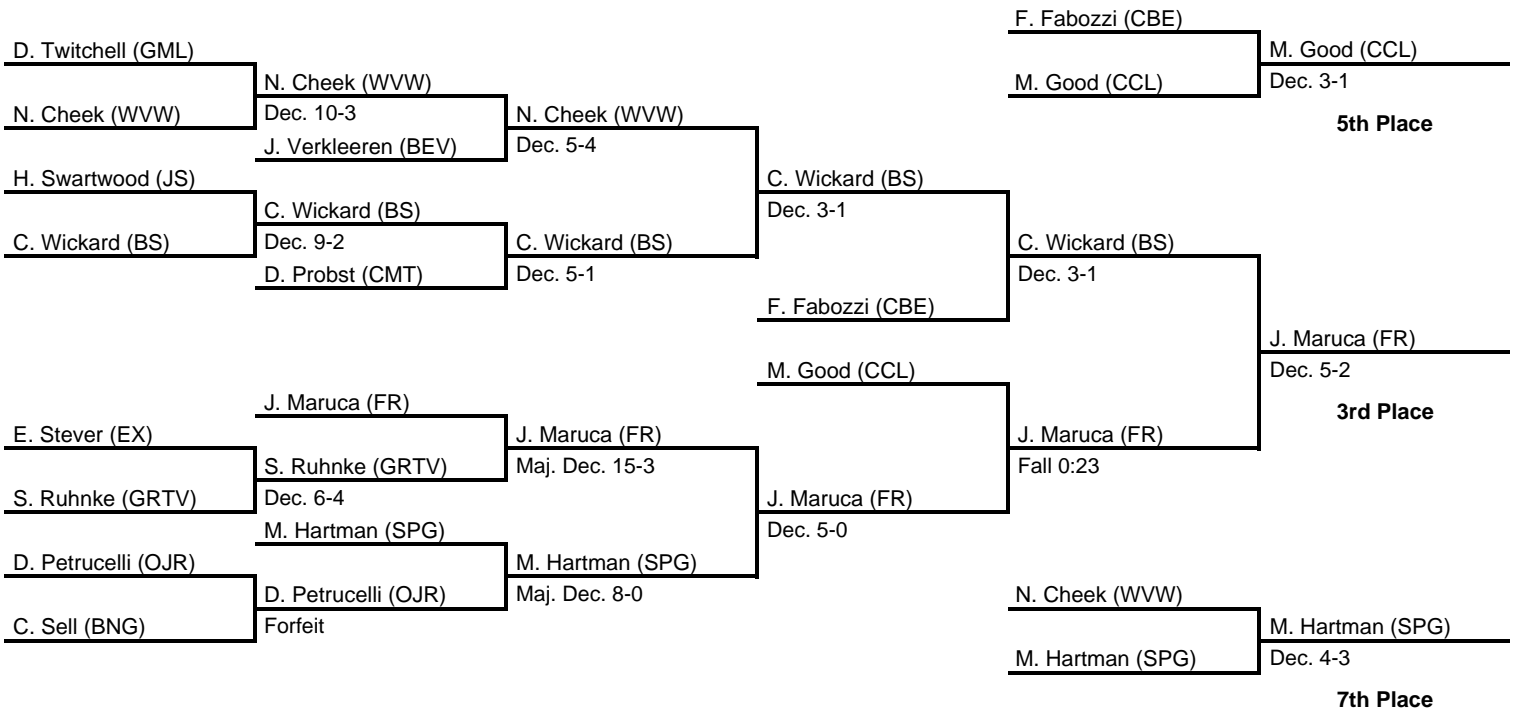 F. Fabozzi (CBE)
D. Twitchell (GML)
M. Good (CCL)
N. Cheek (WVW)
M. Good (CCL)
Dec. 3-1
N. Cheek (WVW)
Dec. 10-3
N. Cheek (WVW)
5th Place
J. Verkleeren (BEV)
Dec. 5-4
H. Swartwood (JS)
C. Wickard (BS)
C. Wickard (BS)
Dec. 3-1
C. Wickard (BS)
Dec. 9-2
C. Wickard (BS)
C. Wickard (BS)
D. Probst (CMT)
Dec. 5-1
Dec. 3-1
F. Fabozzi (CBE)
J. Maruca (FR)
M. Good (CCL)
Dec. 5-2
J. Maruca (FR)
3rd Place
E. Stever (EX)
J. Maruca (FR)
J. Maruca (FR)
S. Ruhnke (GRTV)
Maj. Dec. 15-3
Fall 0:23
S. Ruhnke (GRTV)
Dec. 6-4
J. Maruca (FR)
M. Hartman (SPG)
Dec. 5-0
D. Petrucelli (OJR)
M. Hartman (SPG)
D. Petrucelli (OJR)
Maj. Dec. 8-0
N. Cheek (WVW)
C. Sell (BNG)
Forfeit
M. Hartman (SPG)
M. Hartman (SPG)
Dec. 4-3
7th Place